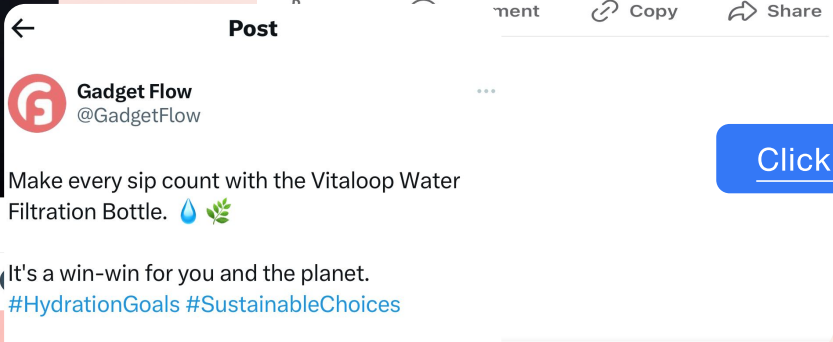 Post
ment Copy Share
Gadget Flow
@GadgetFlow
Make every sip count with the Vitaloop Water
Filtration Bottle.
It's a win-win for you and the planet.
#HydrationGoals #SustainableChoices
Click